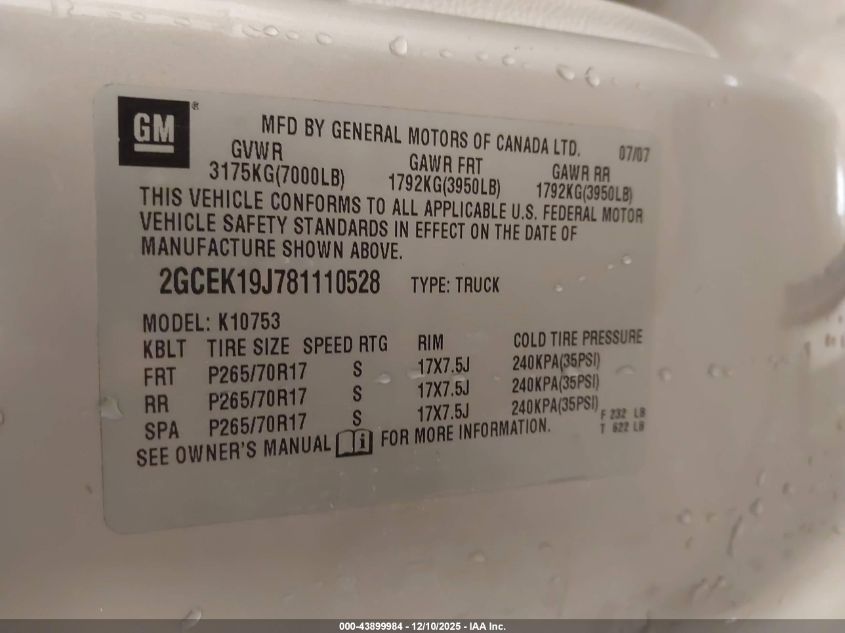 GM ®
MFD BY GENERAL MOTORS OF CANADA LTD. 07/07
GVWR GAWR FRT GAWR RR
3175KG(7000LB) 1792KG(3950LB) 1792KG(3950LB)
THIS VEHICLE CONFORMS TO ALL APPLICABLE U.S. FEDERAL MOTOR
VEHICLE SAFETY STANDARDS IN EFFECT ON THE DATE OF
MANUFACTURE SHOWN ABOVE.
2GCEK19J781110528 TYPE: TRUCK
MODEL: K10753
KBLT TIRE SIZE SPEED RTG RIM COLD TIRE PRESSURE
FRT P265/70R17 S 17X7.5J 240KPA(35PSI)
RR P265/70R17 S 17X7.5J 240KPA(35PSI)
SPA P265/70R17 S 17X7.5J 240KPA(35PSI) F 232 LB
T 622 LB
SEE OWNER'S MANUAL i FOR MORE INFORMATION.
000-43899984 - 12/10/2025 - IAA Inc.